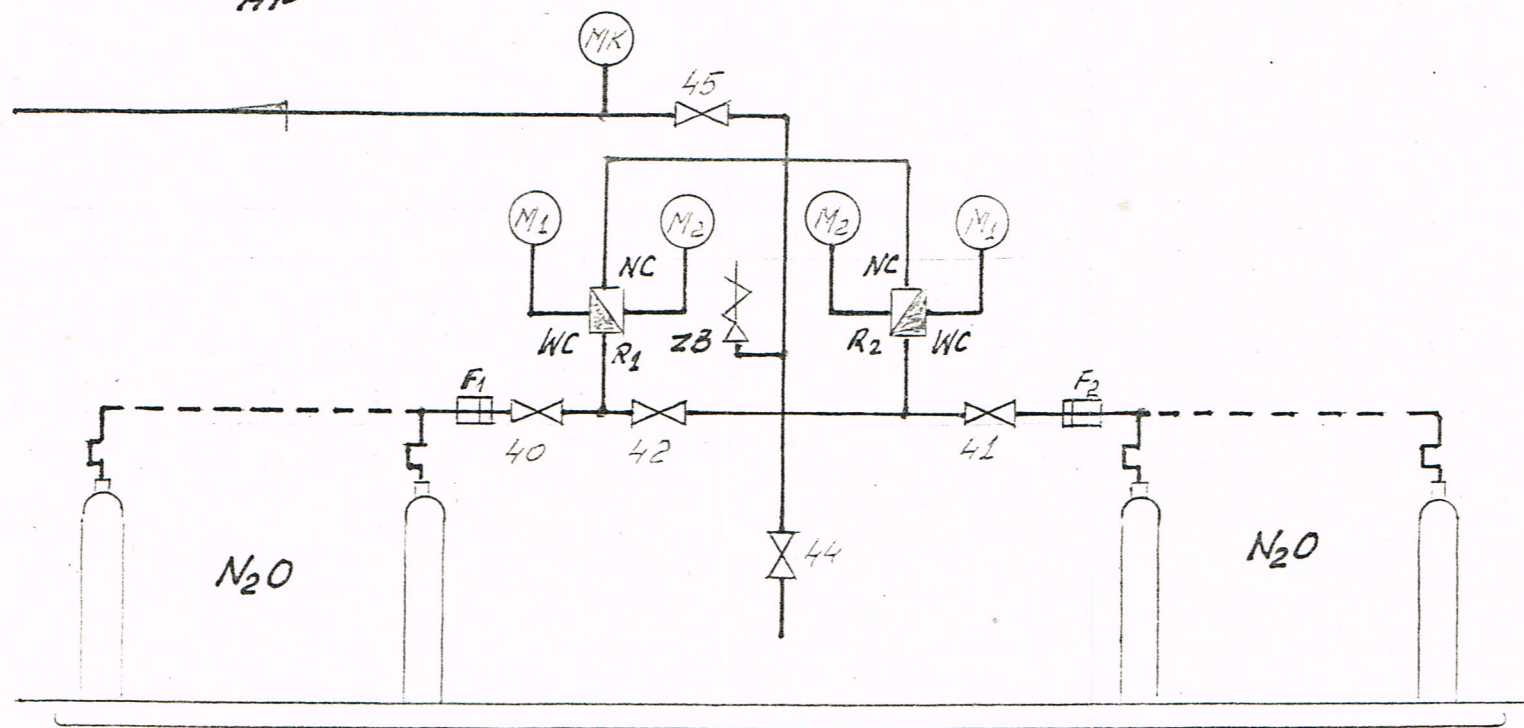 MK
45
M1 M2 M2 M1
NC NC
WC R1 ZB R2 WC
F1 F2
40 42 41
44
N2O N2O